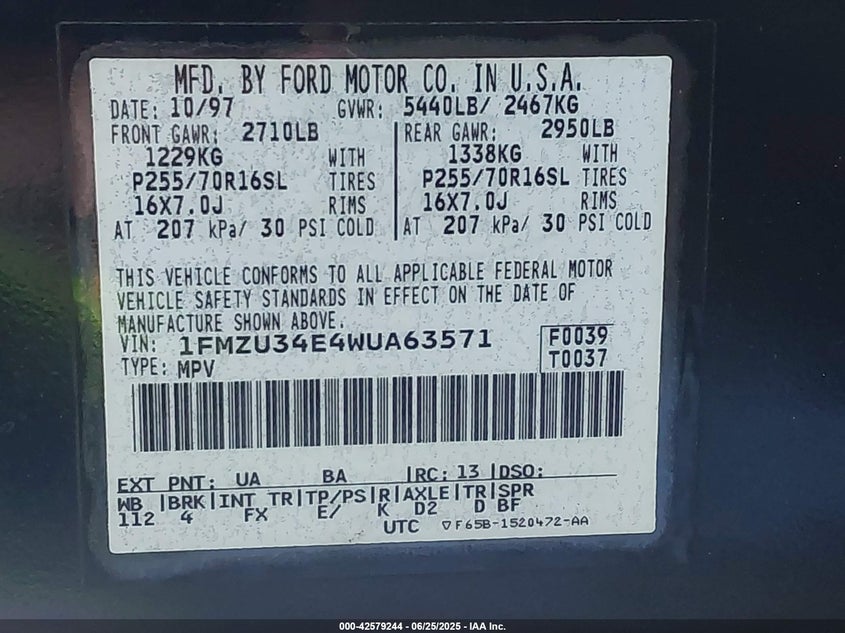 MFD. BY FORD MOTOR CO. IN U.S.A.
DATE: 10/97 GVWR: 5440LB/ 2467KG
FRONT GAWR: 2710LB REAR GAWR: 2950LB
1229KG WITH 1338KG WITH
P255/70R16SL TIRES P255/70R16SL TIRES
16X7.0J RIMS 16X7.0J RIMS
AT 207 kPa/ 30 PSI COLD AT 207 kPa/ 30 PSI COLD
THIS VEHICLE CONFORMS TO ALL APPLICABLE FEDERAL MOTOR
VEHICLE SAFETY STANDARDS IN EFFECT ON THE DATE OF
MANUFACTURE SHOWN ABOVE.
VIN: 1FMZU34E4WUA63571 F0039
TYPE: MPV T0037
EXT PNT: UA BA RC: 13 DSO:
WB BRK INT TR TP/PS R AXLE TR SPR
112 4 FX E/ K D2 D BF
UTC ▽F65B-1520472-AA
000-42579244 - 06/25/2025 - IAA Inc.